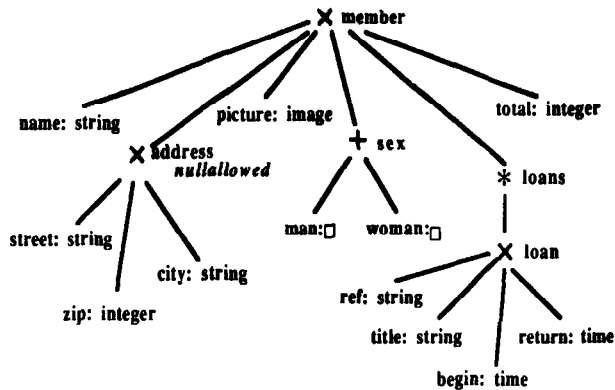 × member
name: string
picture: image
total: integer
× address
nullallowed
+ sex
* loans
street: string
zip: integer
city: string
man:□
woman:□
× loan
ref: string
title: string
begin: time
return: time